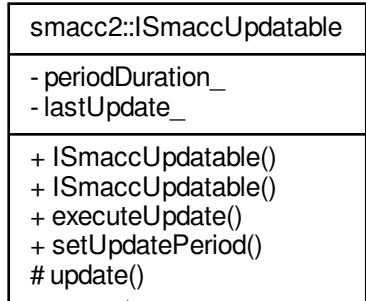 smacc2::ISmaccUpdatable
- periodDuration_
- lastUpdate_
+ ISmaccUpdatable()
+ ISmaccUpdatable()
+ executeUpdate()
+ setUpdatePeriod()
# update()